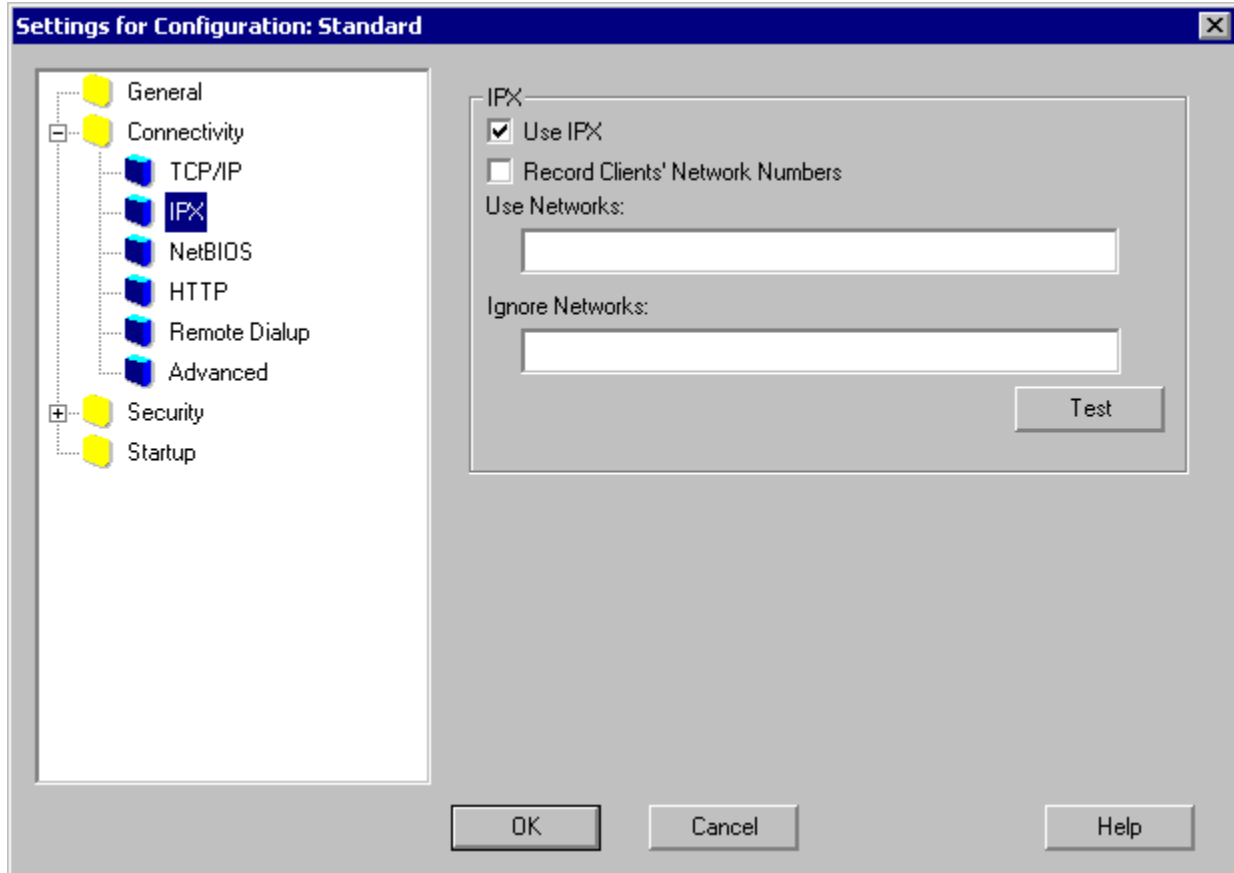 Settings for Configuration: Standard
General
Connectivity
TCP/IP
IPX
NetBIOS
HTTP
Remote Dialup
Advanced
Security
Startup
IPX
Use IPX
Record Clients' Network Numbers
Use Networks:
Ignore Networks:
Test
OK
Cancel
Help